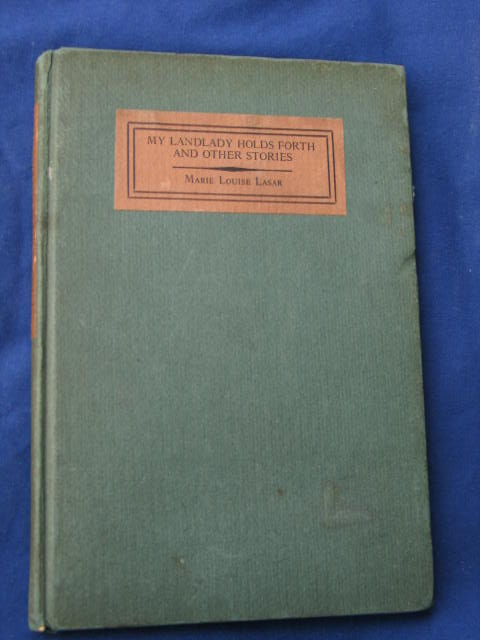 MY LANDLADY HOLDS FORTH
AND OTHER STORIES
MARIE LOUISE LASAR